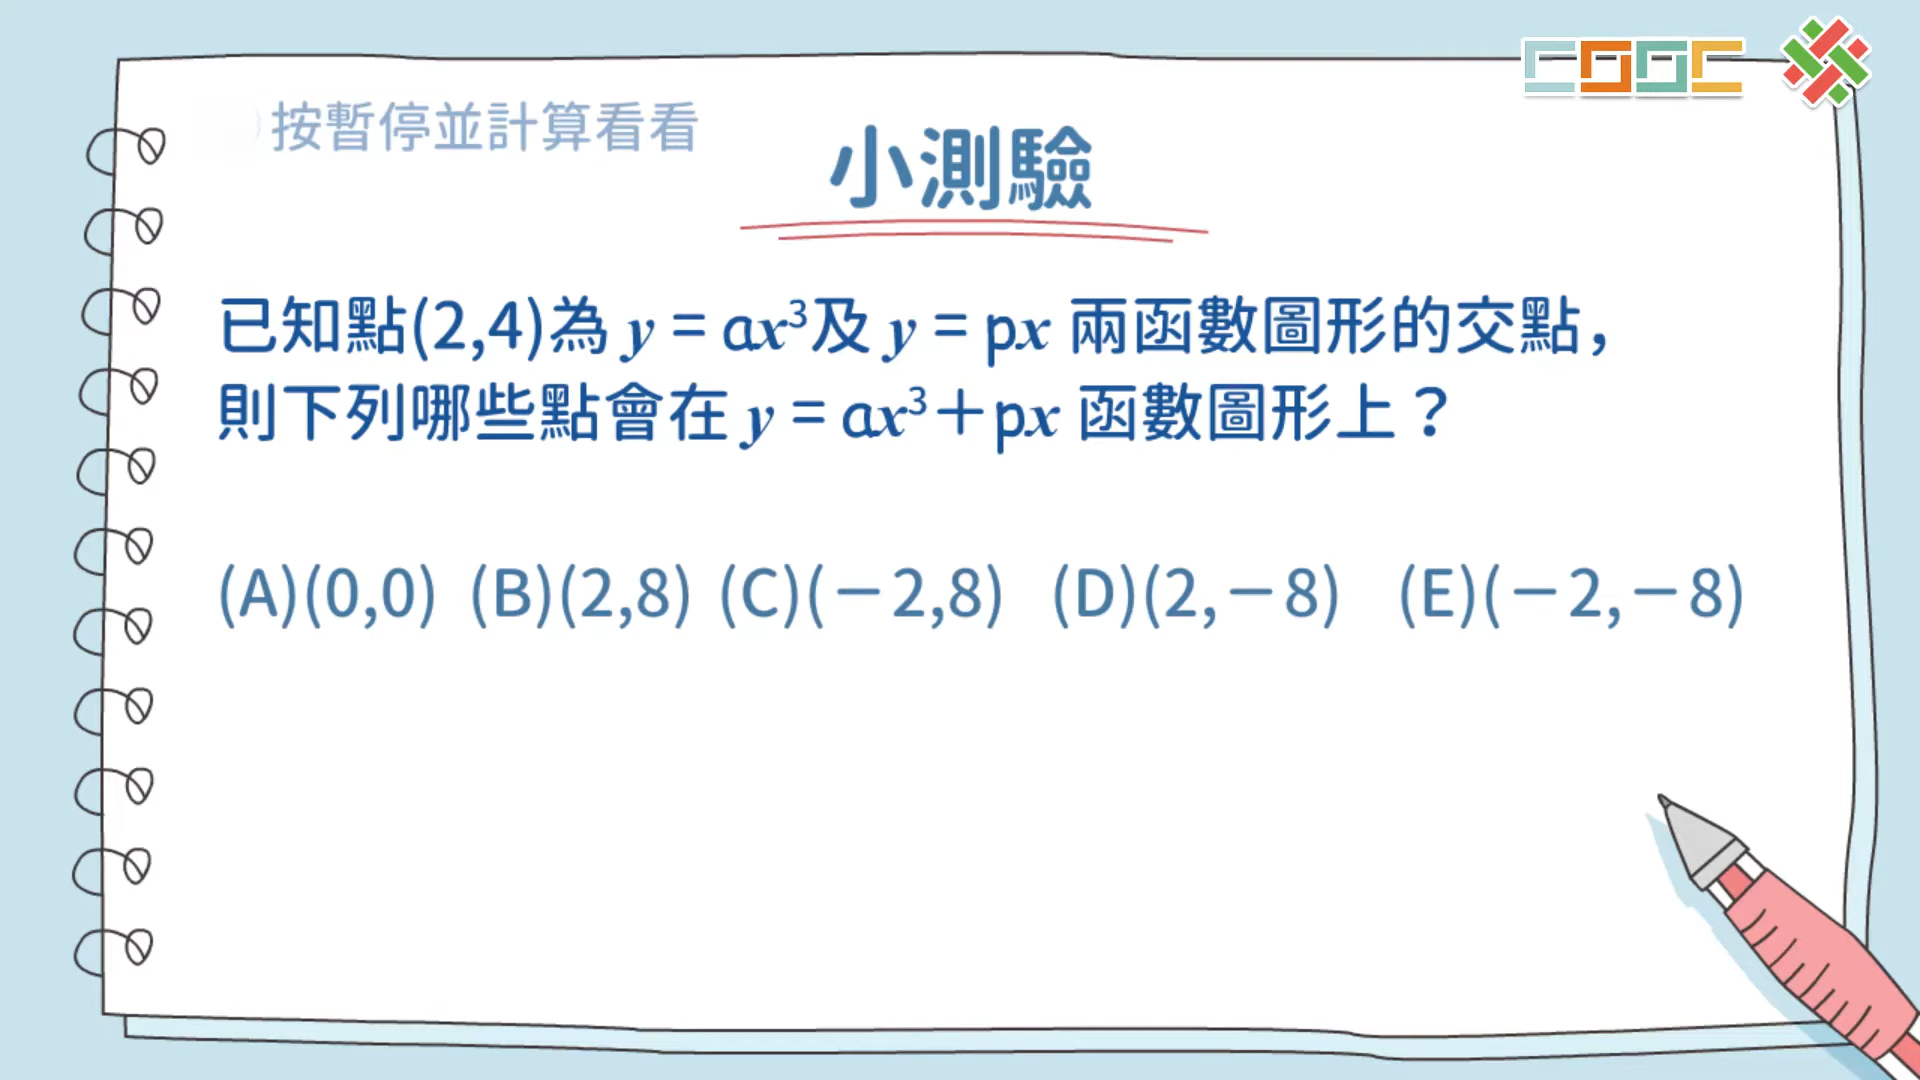 COOC
按暫停並計算看看
小測驗
已知點(2,4)為 y = ax³及 y = px 兩函數圖形的交點，
則下列哪些點會在 y = ax³＋px 函數圖形上？
(A)(0,0) (B)(2,8) (C)(－2,8) (D)(2,－8) (E)(－2,－8)